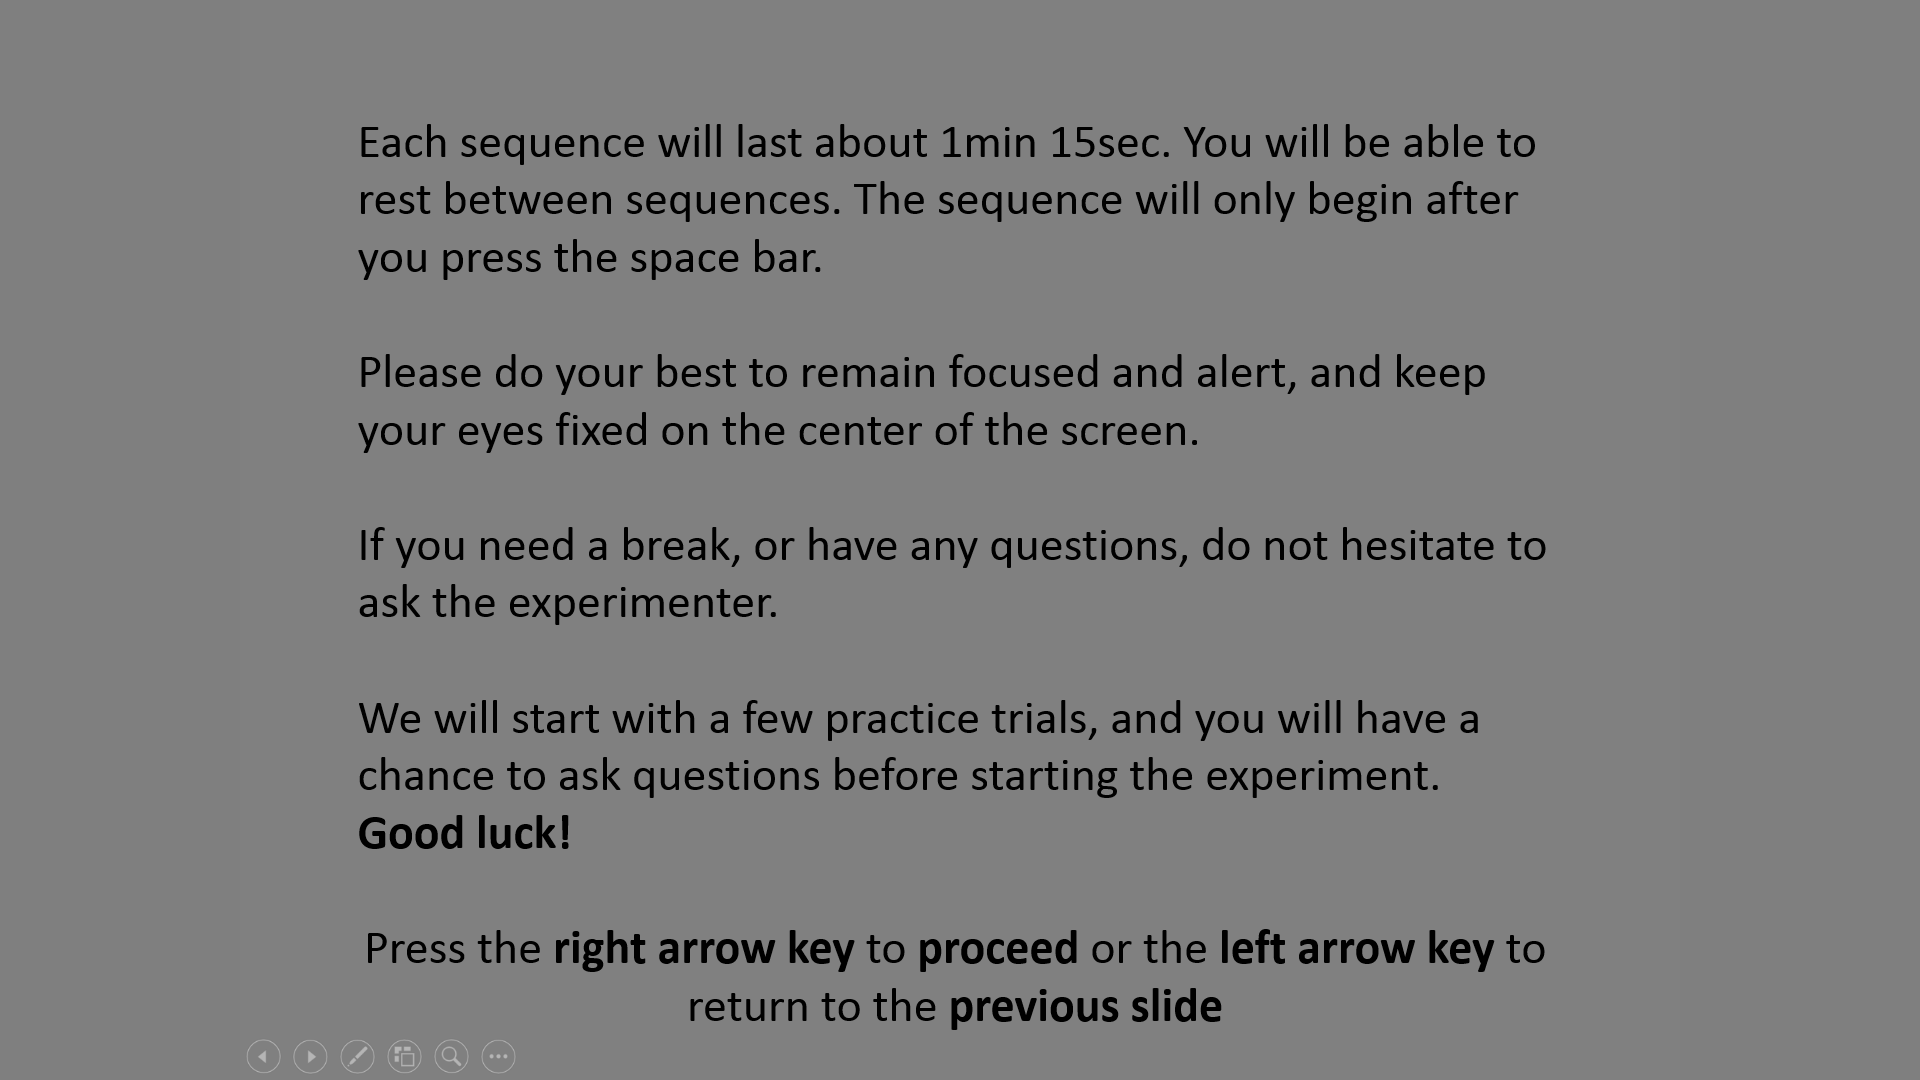 Each sequence will last about 1min 15sec. You will be able to
rest between sequences. The sequence will only begin after
you press the space bar.
Please do your best to remain focused and alert, and keep
your eyes fixed on the center of the screen.
If you need a break, or have any questions, do not hesitate to
ask the experimenter.
We will start with a few practice trials, and you will have a
chance to ask questions before starting the experiment.
Good luck!
Press the right arrow key to proceed or the left arrow key to
return to the previous slide